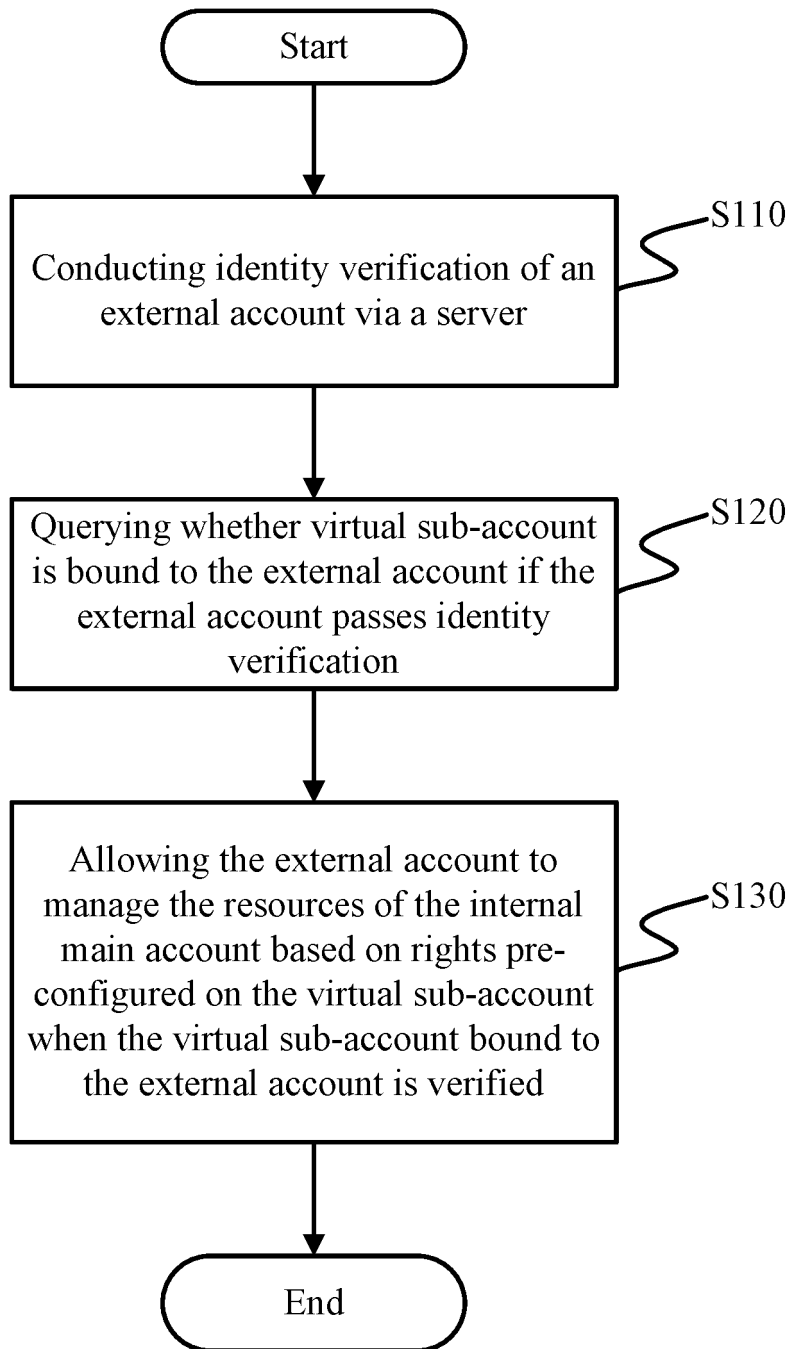 Start
S110
Conducting identity verification of an
external account via a server
S120
Querying whether virtual sub-account
is bound to the external account if the
external account passes identity
verification
S130
Allowing the external account to
manage the resources of the internal
main account based on rights pre-
configured on the virtual sub-account
when the virtual sub-account bound to
the external account is verified
End